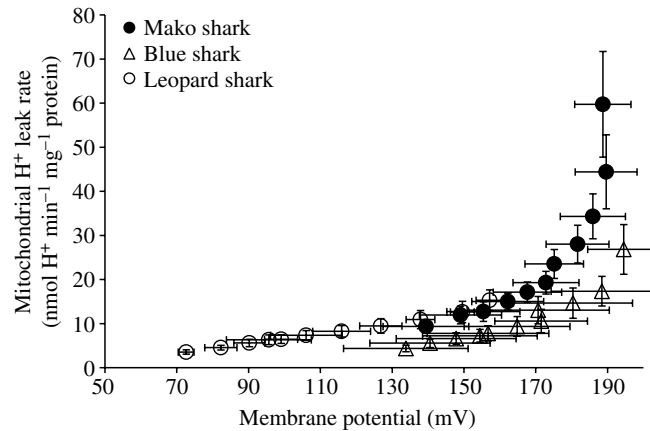 80
70
60
50
40
30
20
10
0
Mitochondrial H⁺ leak rate
(nmol H⁺ min⁻¹ mg⁻¹ protein)
Mako shark
Blue shark
Leopard shark
50 70 90 110 130 150 170 190
Membrane potential (mV)